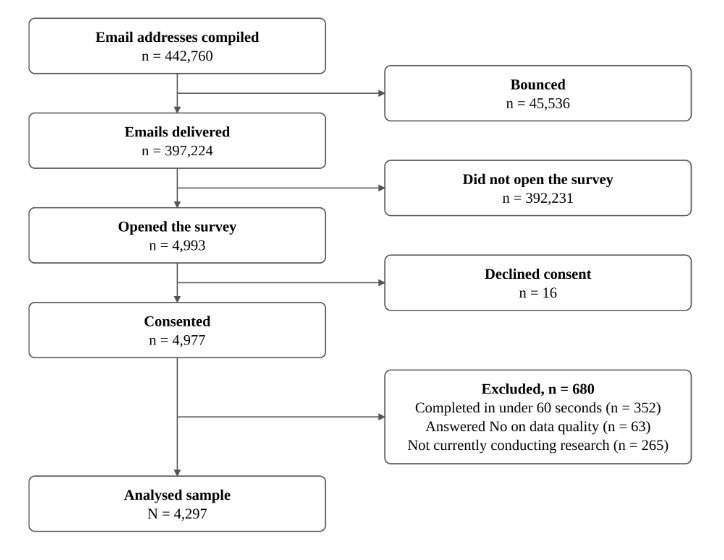 Email addresses compiled
n = 442,760
Bounced
n = 45,536
Emails delivered
n = 397,224
Did not open the survey
n = 392,231
Opened the survey
n = 4,993
Declined consent
n = 16
Consented
n = 4,977
Excluded, n = 680
Completed in under 60 seconds (n = 352)
Answered No on data quality (n = 63)
Not currently conducting research (n = 265)
Analysed sample
N = 4,297